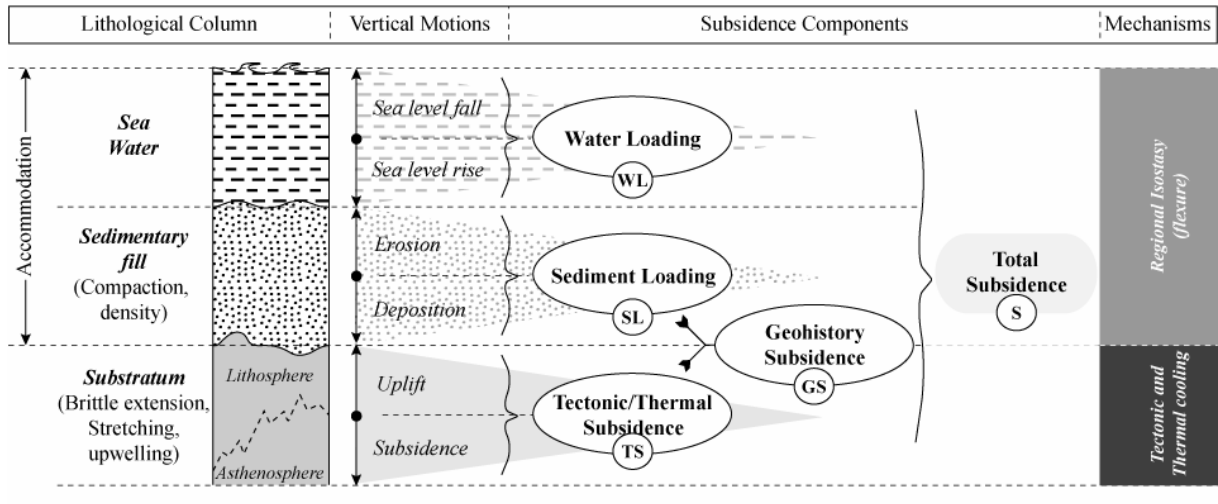 Lithological Column
Vertical Motions
Subsidence Components
Mechanisms
Accommodation
Sea
Water
Sea level fall
Sea level rise
Water Loading
WL
Sedimentary
fill
(Compaction,
density)
Erosion
Deposition
Sediment Loading
SL
Geohistory
Subsidence
GS
Total
Subsidence
S
Regional Isostasy
(flexure)
Substratum
(Brittle extension,
Stretching,
upwelling)
Lithosphere
Asthenosphere
Uplift
Subsidence
Tectonic/Thermal
Subsidence
TS
Tectonic and
Thermal cooling